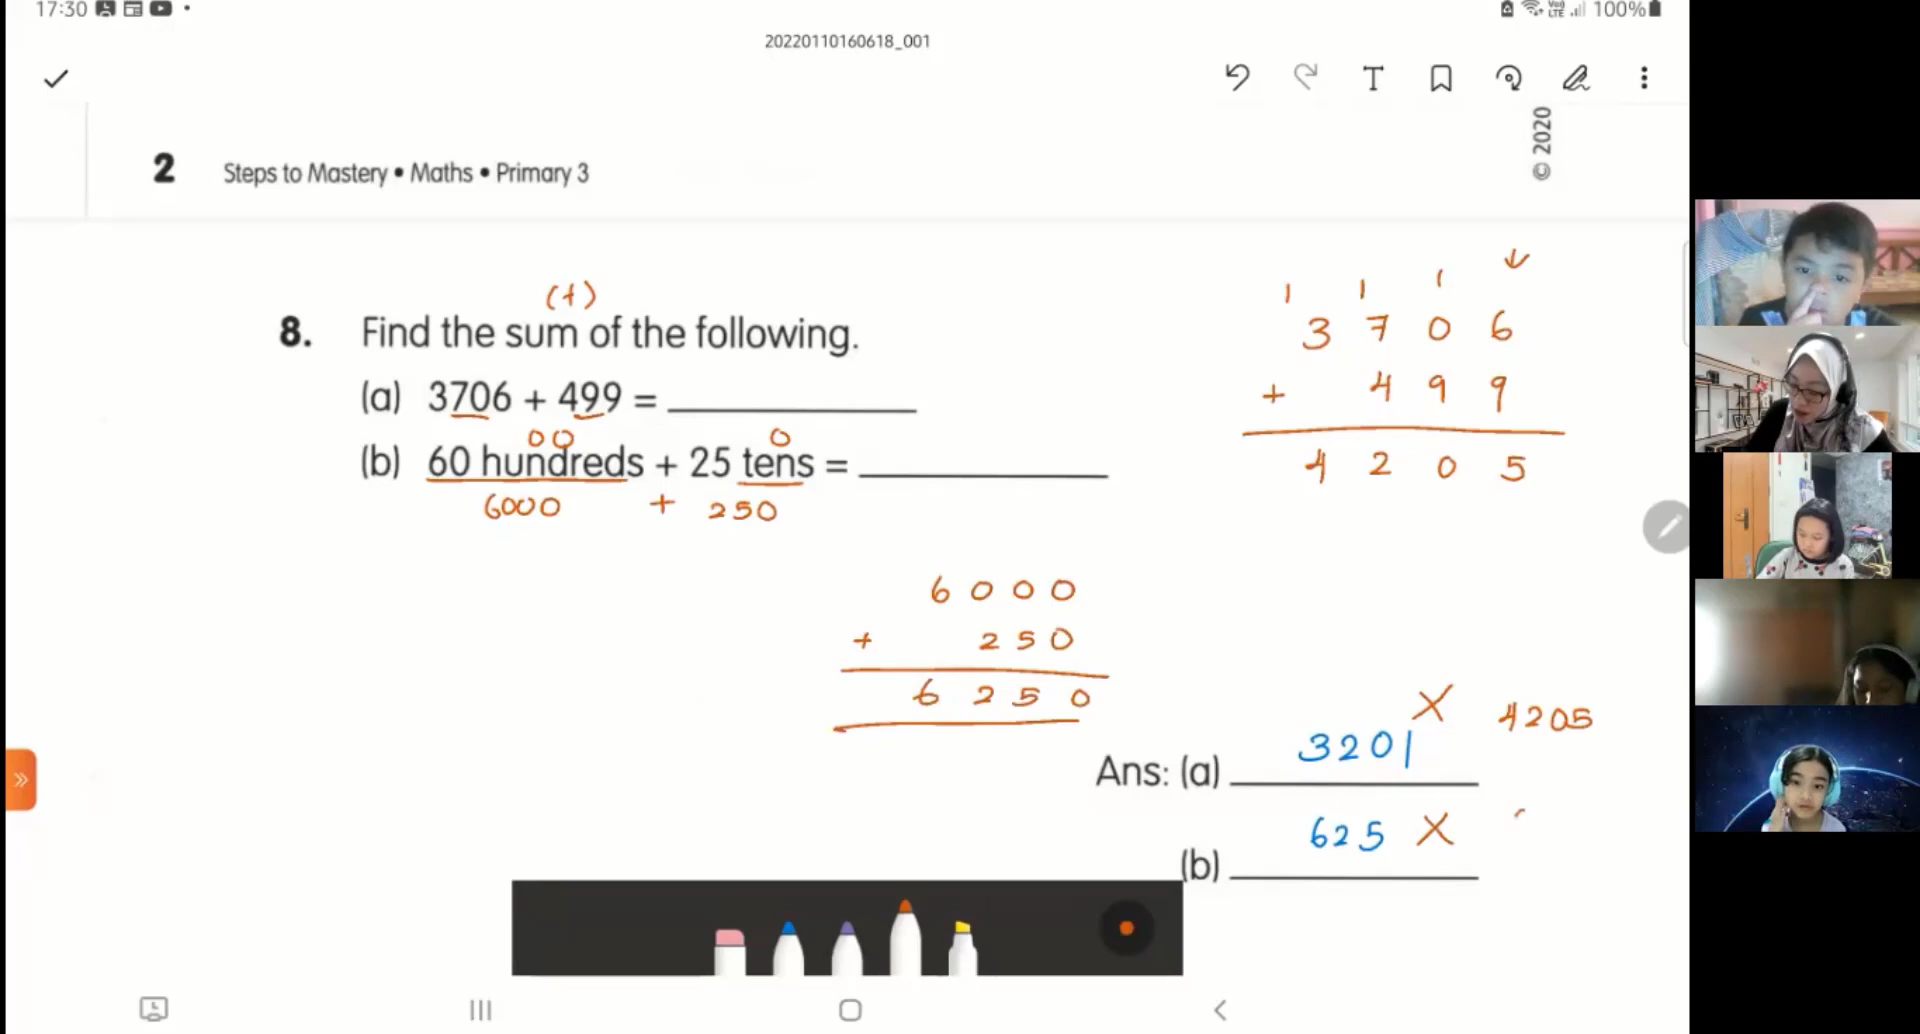 17:30
100%
20220110160618_001
T
© 2020
2 Steps to Mastery • Maths • Primary 3
(+)
8. Find the sum of the following.
(a) 3706 + 499 = ____________
00 0
(b) 60 hundreds + 25 tens = ____________
6000 + 250
1 1 1 ↓
3 7 0 6
+ 4 9 9
4 2 0 5
6 0 0 0
+ 2 5 0
6 2 5 0
Ans: (a) 3201 X 4205
(b) 625 X